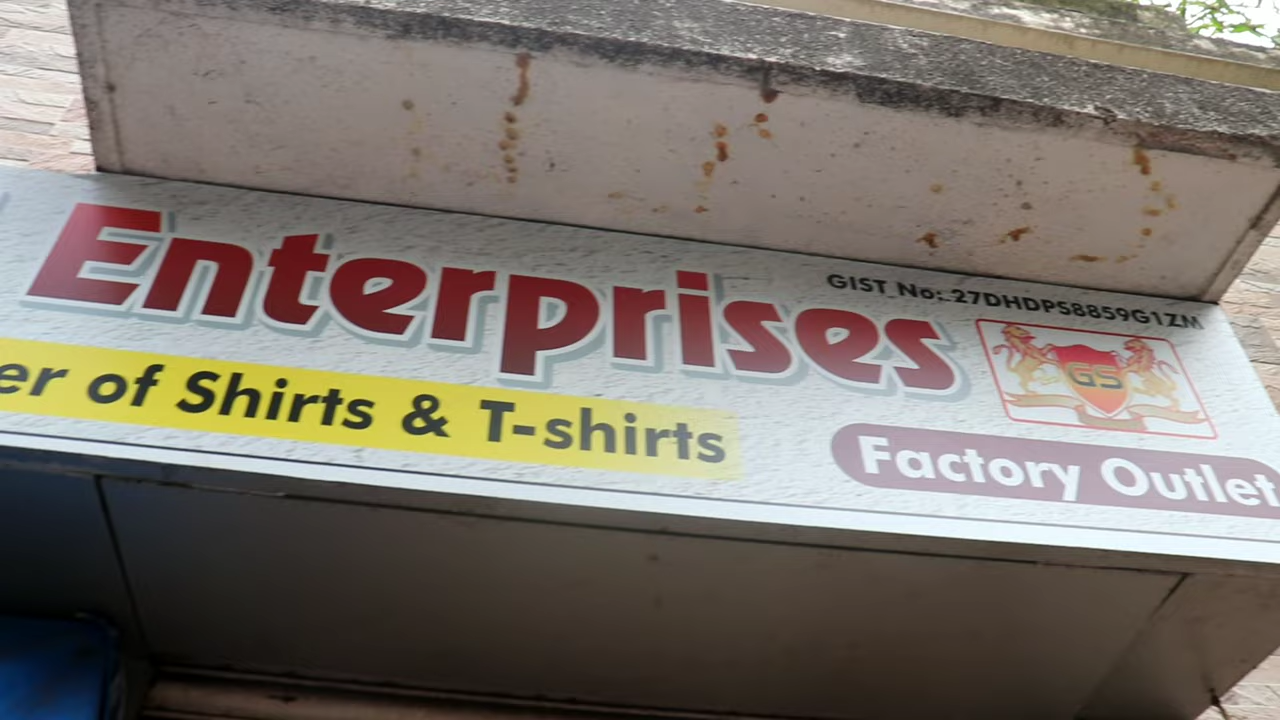 Enterprises
GIST No: 27DHDPS8859G1ZM
GS
er of Shirts & T-shirts
Factory Outlet